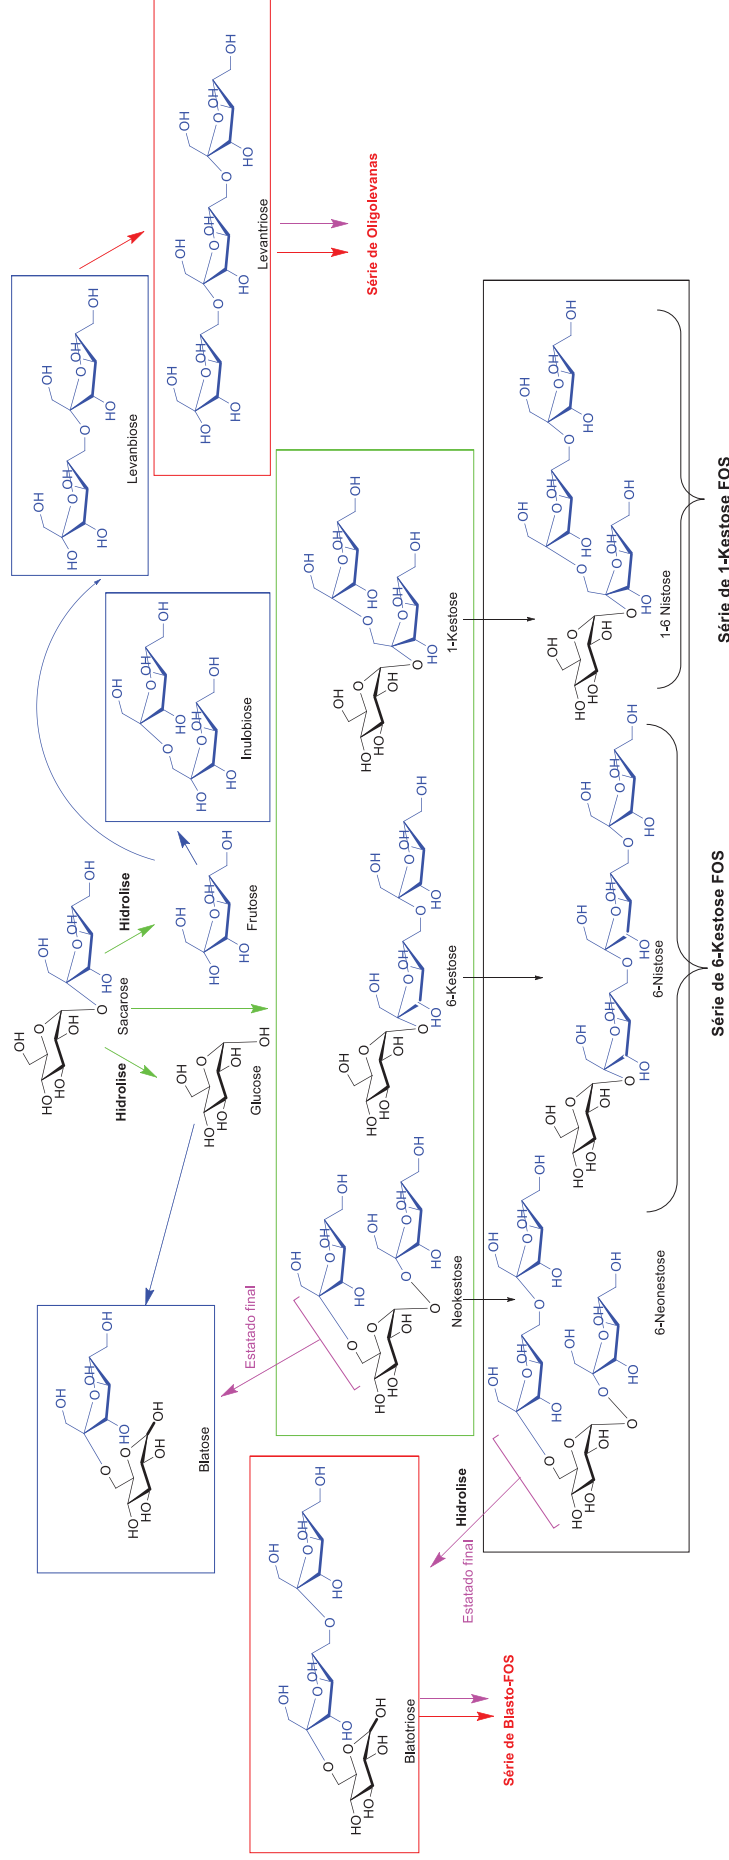 Sacarose
Hidrolise
Hidrolise
Glucose
Frutose
Blatose
Inulobiose
Levanbiose
Levantriose
Série de Oligolevanas
Estatado final
Neokestose
6-Kestose
1-Kestose
Blatotriose
Série de Blasto-FOS
Hidrolise
Estatado final
6-Neonestose
6-Nistose
1-6 Nistose
Série de 6-Kestose FOS
Série de 1-Kestose FOS